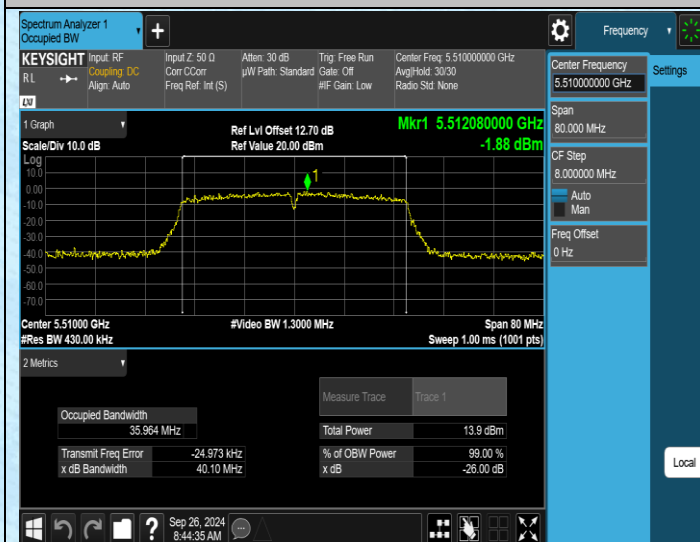 Spectrum Analyzer 1
Occupied BW
Frequency
KEYSIGHT
R L
LXI
Input: RF
Coupling: DC
Align: Auto
Input Z: 50 Ω
Corr CCorr
Freq Ref: Int (S)
Atten: 30 dB
µW Path: Standard
Trig: Free Run
Gate: Off
#IF Gain: Low
Center Freq: 5.510000000 GHz
Avg|Hold: 30/30
Radio Std: None
Center Frequency
5.510000000 GHz
Settings
Span
80.000 MHz
CF Step
8.000000 MHz
Auto
Man
Freq Offset
0 Hz
1 Graph
Scale/Div 10.0 dB
Ref Lvl Offset 12.70 dB
Ref Value 20.00 dBm
Mkr1 5.512080000 GHz
-1.88 dBm
Log
10.0
0.00
-10.0
-20.0
-30.0
-40.0
-50.0
-60.0
-70.0
1
Center 5.51000 GHz
#Res BW 430.00 kHz
#Video BW 1.3000 MHz
Span 80 MHz
Sweep 1.00 ms (1001 pts)
2 Metrics
Measure Trace Trace 1
Occupied Bandwidth
35.964 MHz
Total Power 13.9 dBm
Transmit Freq Error -24.973 kHz
% of OBW Power 99.00 %
x dB Bandwidth 40.10 MHz
x dB -26.00 dB
Local
?
Sep 26, 2024
8:44:35 AM